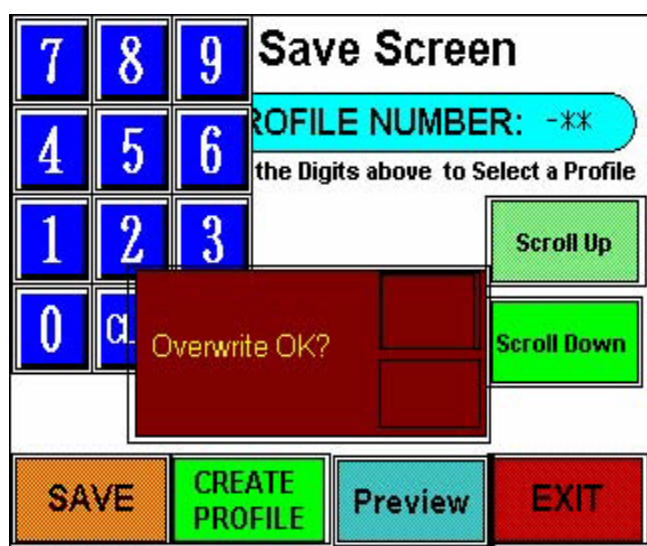 7 8 9
Save Screen
ROFILE NUMBER: -**
4 5 6
the Digits above to Select a Profile
1 2 3
Scroll Up
0
Overwrite OK?
Scroll Down
SAVE
CREATE
PROFILE
Preview
EXIT